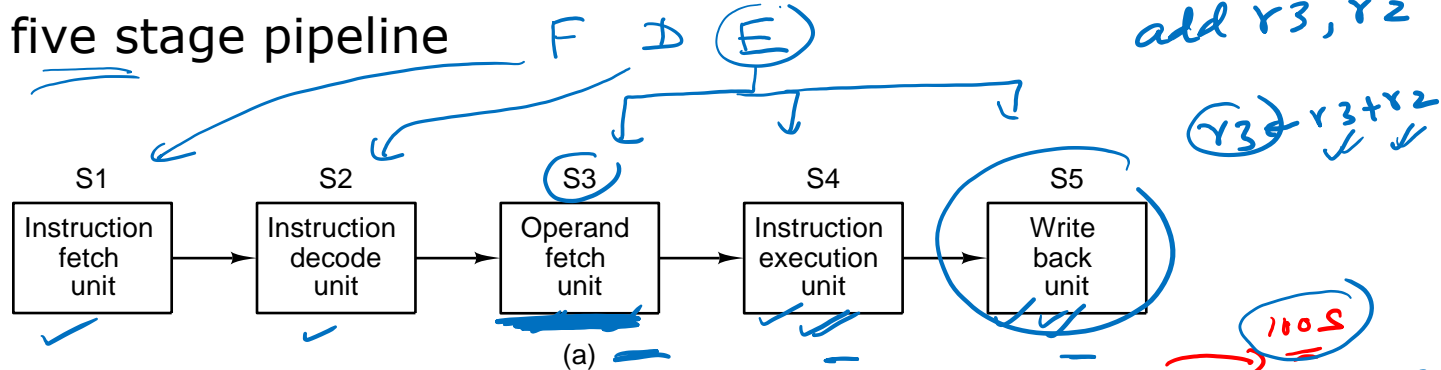 five stage pipeline
F D E
add r3, r2
r3 ← r3+r2
S1 S2 S3 S4 S5
Instruction fetch unit
Instruction decode unit
Operand fetch unit
Instruction execution unit
Write back unit
(a)